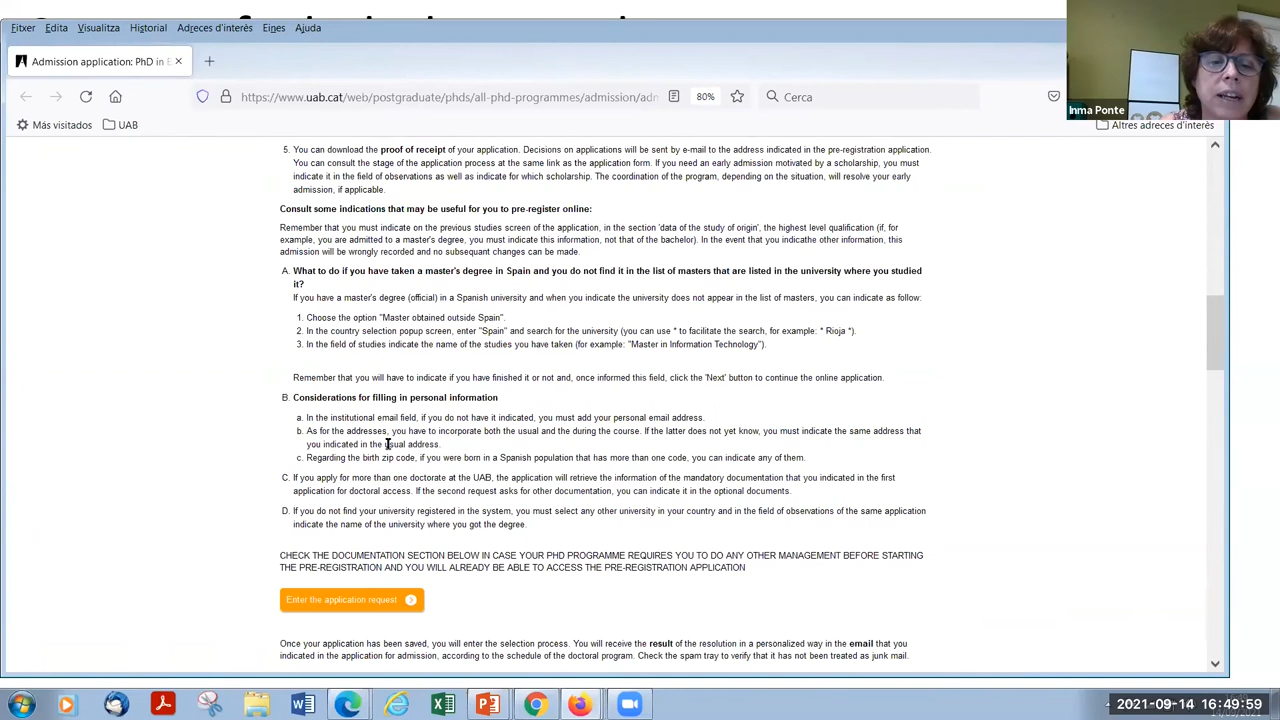 Fitxer Edita Visualitza Historial Adreces d'interès Eines Ajuda
Admission application: PhD in E
https://www.uab.cat/web/postgraduate/phds/all-phd-programmes/admission/adn
80%
Cerca
Inma Ponte
Más visitados UAB
Altres adreces d'interès
5. You can download the proof of receipt of your application. Decisions on applications will be sent by e-mail to the address indicated in the pre-registration application.
You can consult the stage of the application process at the same link as the application form. If you need an early admission motivated by a scholarship, you must
indicate it in the field of observations as well as indicate for which scholarship. The coordination of the program, depending on the situation, will resolve your early
admission, if applicable.
Consult some indications that may be useful for you to pre-register online:
Remember that you must indicate on the previous studies screen of the application, in the section 'data of the study of origin', the highest level qualification (if, for
example, you are admitted to a master's degree, you must indicate this information, not that of the bachelor). In the event that you indicathe other information, this
admission will be wrongly recorded and no subsequent changes can be made.
A. What to do if you have taken a master's degree in Spain and you do not find it in the list of masters that are listed in the university where you studied
it?
If you have a master's degree (official) in a Spanish university and when you indicate the university does not appear in the list of masters, you can indicate as follow:
1. Choose the option "Master obtained outside Spain".
2. In the country selection popup screen, enter "Spain" and search for the university (you can use * to facilitate the search, for example: * Rioja *).
3. In the field of studies indicate the name of the studies you have taken (for example: "Master in Information Technology").
Remember that you will have to indicate if you have finished it or not and, once informed this field, click the 'Next' button to continue the online application.
B. Considerations for filling in personal information
a. In the institutional email field, if you do not have it indicated, you must add your personal email address.
b. As for the addresses, you have to incorporate both the usual and the during the course. If the latter does not yet know, you must indicate the same address that
you indicated in the usual address.
c. Regarding the birth zip code, if you were born in a Spanish population that has more than one code, you can indicate any of them.
C. If you apply for more than one doctorate at the UAB, the application will retrieve the information of the mandatory documentation that you indicated in the first
application for doctoral access. If the second request asks for other documentation, you can indicate it in the optional documents.
D. If you do not find your university registered in the system, you must select any other university in your country and in the field of observations of the same application
indicate the name of the university where you got the degree.
CHECK THE DOCUMENTATION SECTION BELOW IN CASE YOUR PHD PROGRAMME REQUIRES YOU TO DO ANY OTHER MANAGEMENT BEFORE STARTING
THE PRE-REGISTRATION AND YOU WILL ALREADY BE ABLE TO ACCESS THE PRE-REGISTRATION APPLICATION
Enter the application request
Once your application has been saved, you will enter the selection process. You will receive the result of the resolution in a personalized way in the email that you
indicated in the application for admission, according to the schedule of the doctoral program. Check the spam tray to verify that it has not been treated as junk mail.
2021-09-14 16:49:59